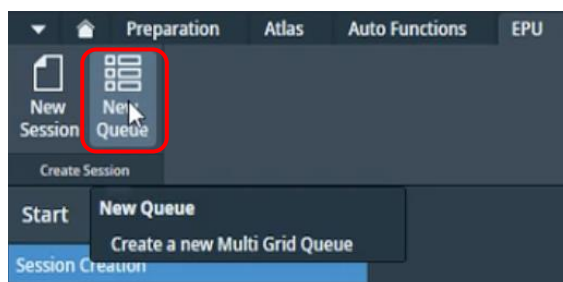 Preparation Atlas Auto Functions EPU
New Session
New Queue
Create Session
Start
New Queue
Create a new Multi Grid Queue
Session Creation